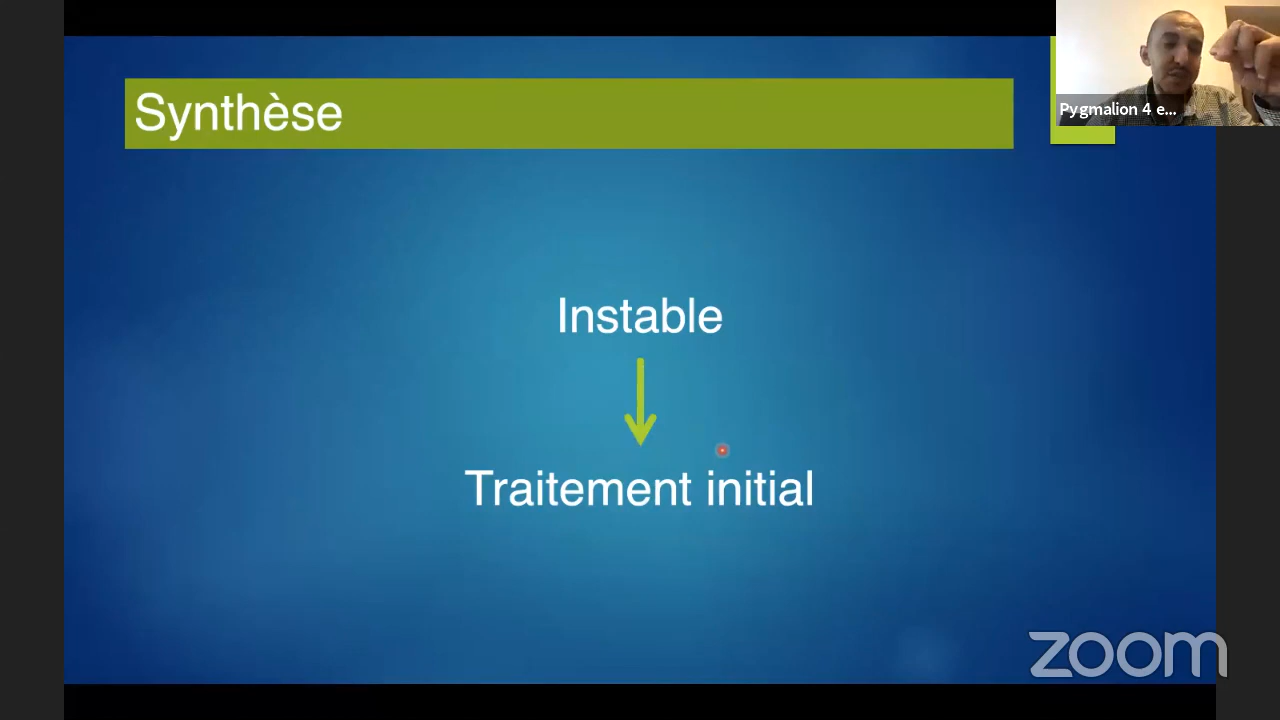 Synthèse
Pygmalion 4 e...
Instable
Traitement initial
zoom